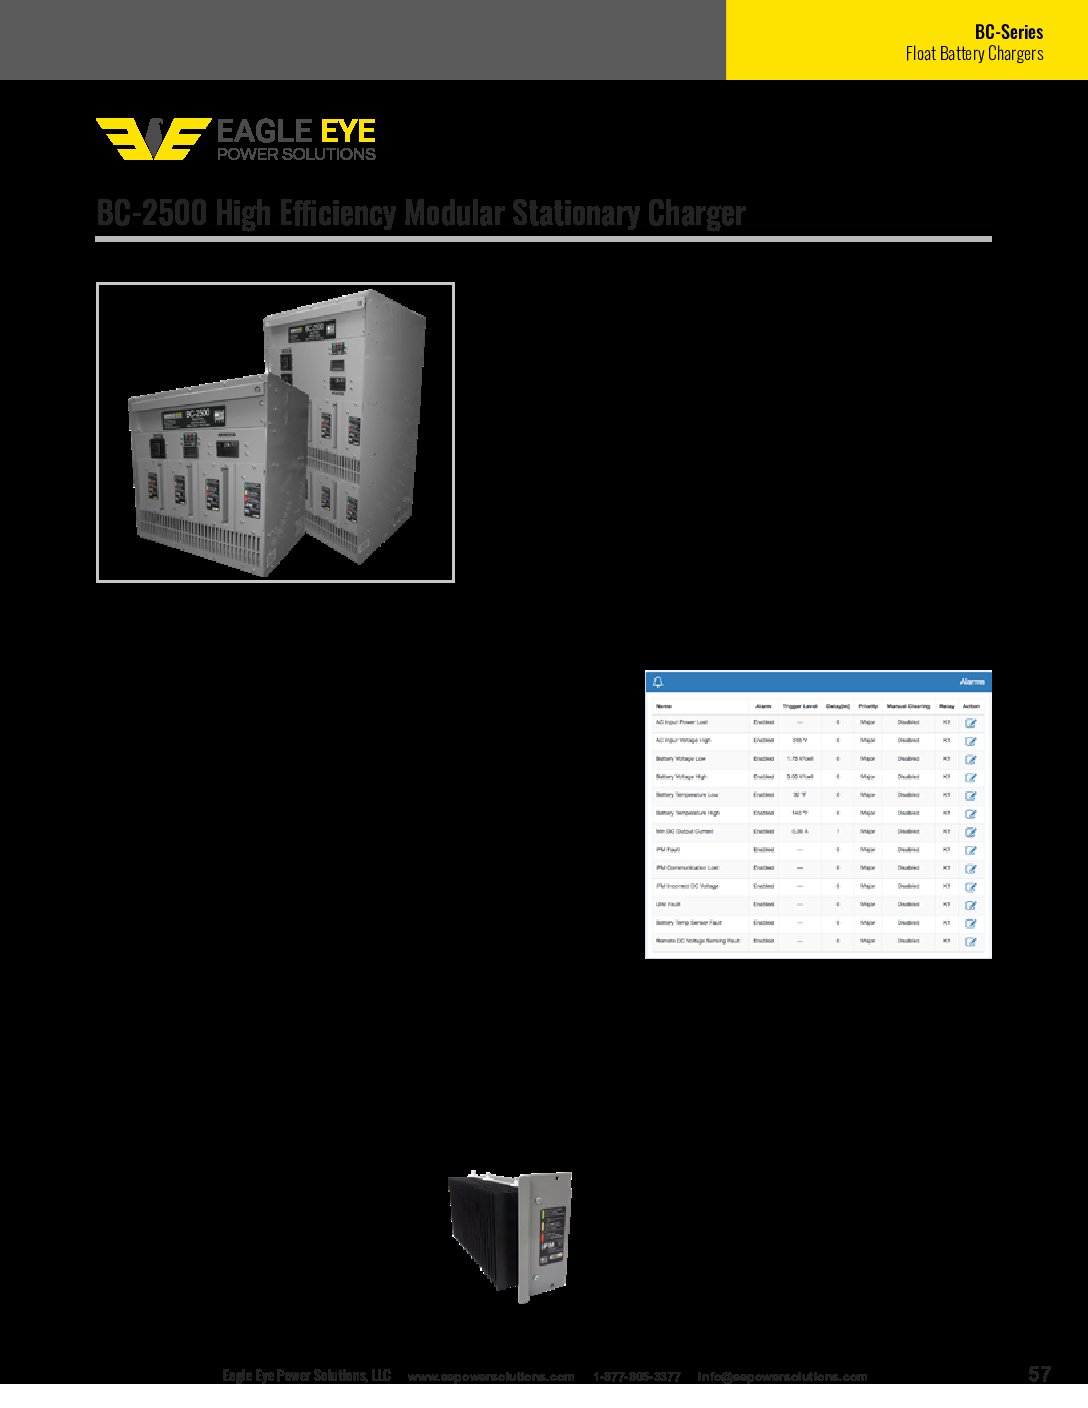 BC-Series
Float Battery Chargers
EAGLE EYE
POWER SOLUTIONS
BC-2500 High Efficiency Modular Stationary Charger
BC-2500
BC-2500
Alarms
Name Alarm Trigger Level Delay[m] Priority Manual Clearing Relay Action
AC Input Power Lost Enabled --- 0 Major Disabled K1
AC Input Voltage High Enabled V 0 Major Disabled K1
Battery Voltage Low Enabled 1.75 V/cell 0 Major Disabled K1
Battery Voltage High Enabled V/cell 0 Major Disabled K1
Battery Temperature Low Enabled 32 °F 0 Major Disabled K1
Battery Temperature High Enabled 140 °F 0 Major Disabled K1
Min DC Output Current Enabled 0.20 A 1 Major Disabled K1
iPM Fault Enabled --- 0 Major Disabled K1
iPM Communication Lost Enabled --- 0 Major Disabled K1
iPM Incorrect DC Voltage Enabled --- 0 Major Disabled K1
Fault Enabled --- 0 Major Disabled K1
Battery Temp Sensor Fault Enabled --- 0 Major Disabled K1
Remote DC Voltage Sensing Fault Enabled --- 0 Major Disabled K1
Eagle Eye Power Solutions, LLC www.eepowersolutions.com 1-877-805-3377 info@eepowersolutions.com 57